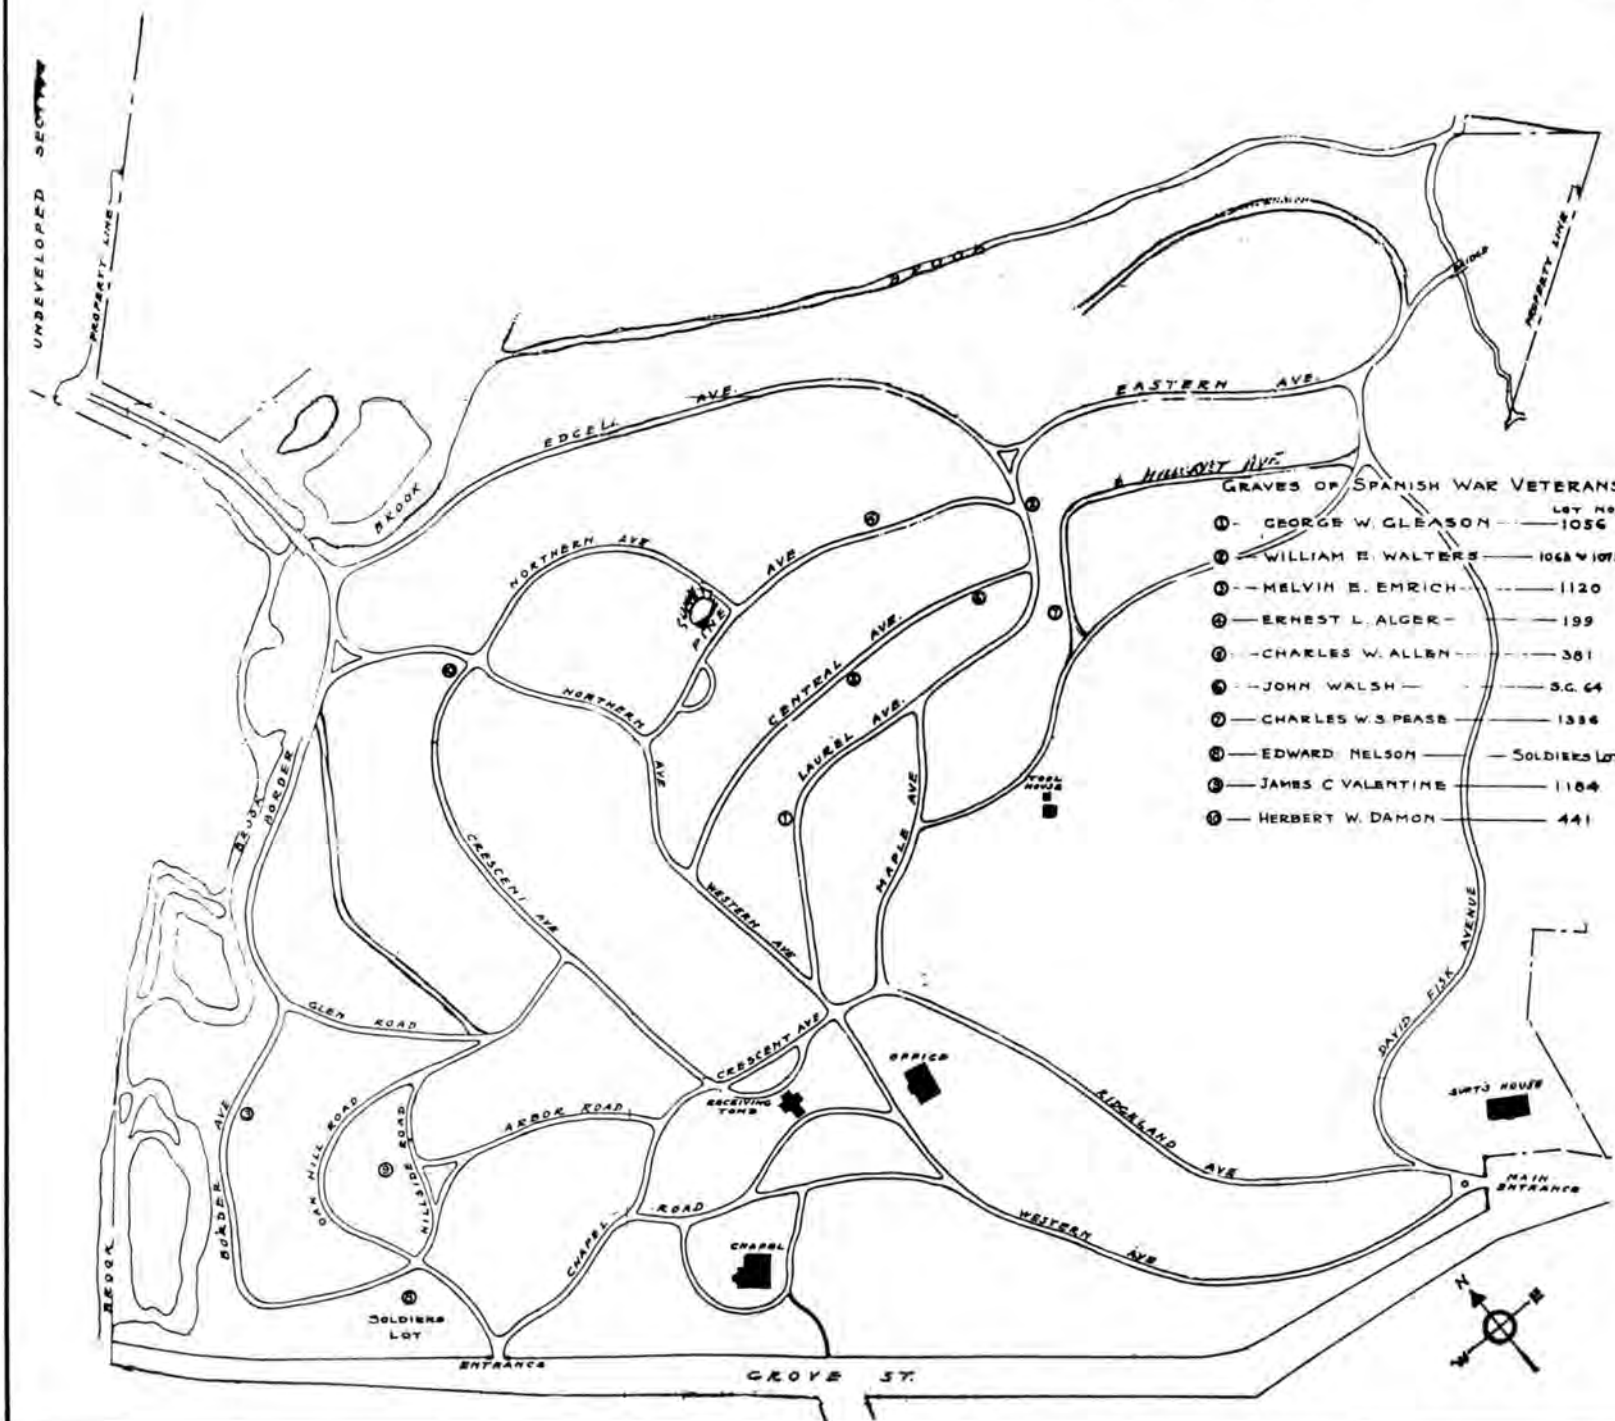 UNDEVELOPED
PROPERTY LINE
BROOK
BRIDGE
PROPERTY LINE
EDGELL AVE.
EASTERN AVE.
BROOK
AVE.
GRAVES OF SPANISH WAR VETERANS
LOT NO
① - GEORGE W. GLEASON - 1056
② - WILLIAM E. WALTERS -
③ - MELVIN E. EMRICH - 1120
④ - ERNEST L. ALGER - 199
⑤ - CHARLES W. ALLEN - 381
⑥ - JOHN WALSH - S.G. 64
⑦ - CHARLES W. S. PEASE - 1336
⑧ - EDWARD NELSON - SOLDIERS LOT
⑨ - JAMES C VALENTINE - 1184
⑩ - HERBERT W. DAMON - 441
NORTHERN AVE
PINE AVE.
CENTRAL AVE.
NORTHERN AVE
LAUREL AVE.
TOOL
HOUSE
BROOK
BORDER
MAPLE AVE
CRESCENT AVE
WESTERN AVE
DAVID FISK AVENUE
GLEN ROAD
CRESCENT AVE
OFFICE
SUPT'S HOUSE
RECEIVING
TOMB
RIDGELAND AVE
OAK HILL ROAD
HILLSIDE ROAD
ARBOR ROAD
BORDER AVE
MAIN
ENTRANCE
CHAPEL ROAD
WESTERN AVE
CHAPEL
BROOK
SOLDIERS
LOT
N
E
W
ENTRANCE
GROVE ST.